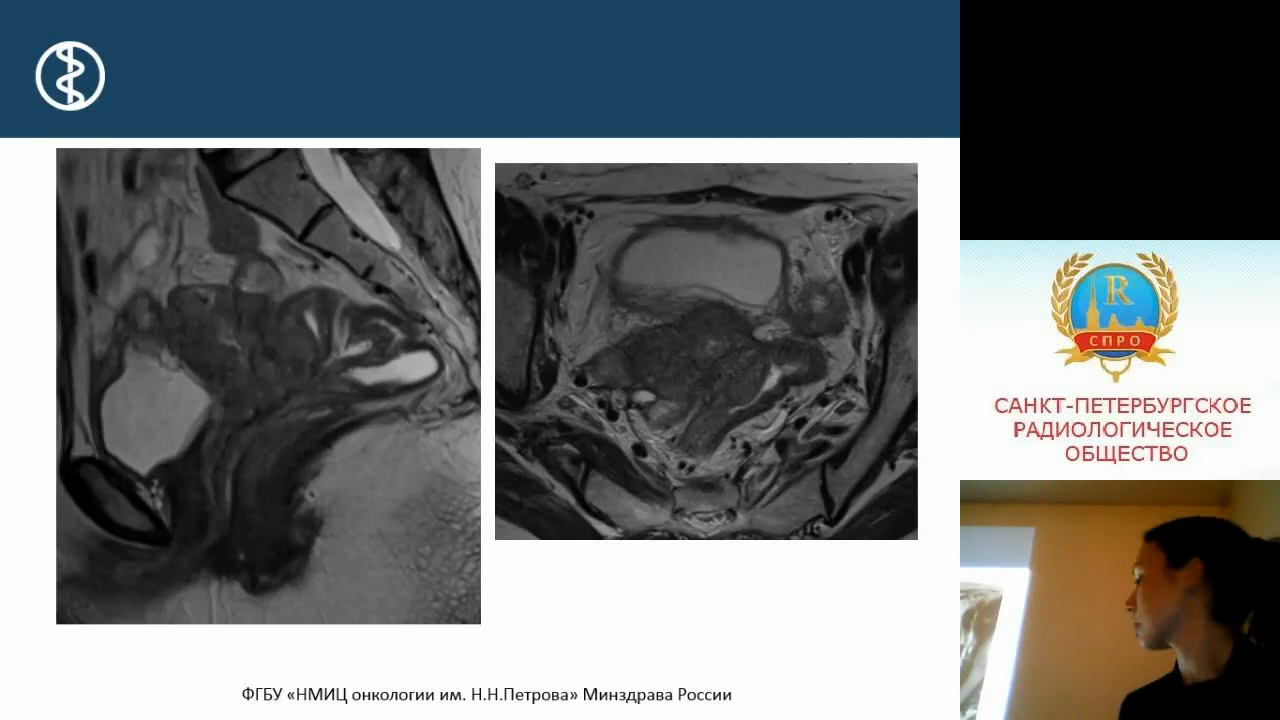 R
СПРО
САНКТ-ПЕТЕРБУРГСКОЕ
РАДИОЛОГИЧЕСКОЕ
ОБЩЕСТВО
ФГБУ «НМИЦ онкологии им. Н.Н.Петрова» Минздрава России